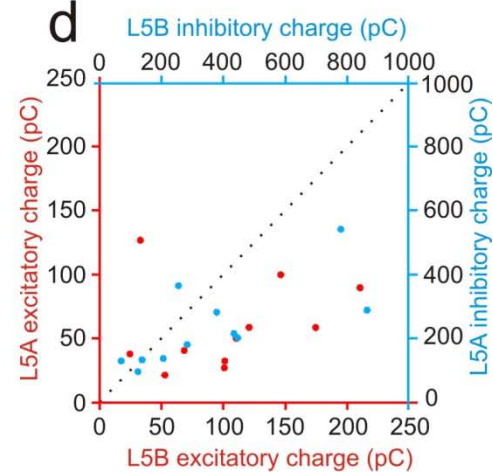 d
L5B inhibitory charge (pC)
0 200 400 600 800 1000
L5A excitatory charge (pC)
250 1000
200 800
150 600
100 400
50 200
0 0
L5A inhibitory charge (pC)
0 50 100 150 200 250
L5B excitatory charge (pC)